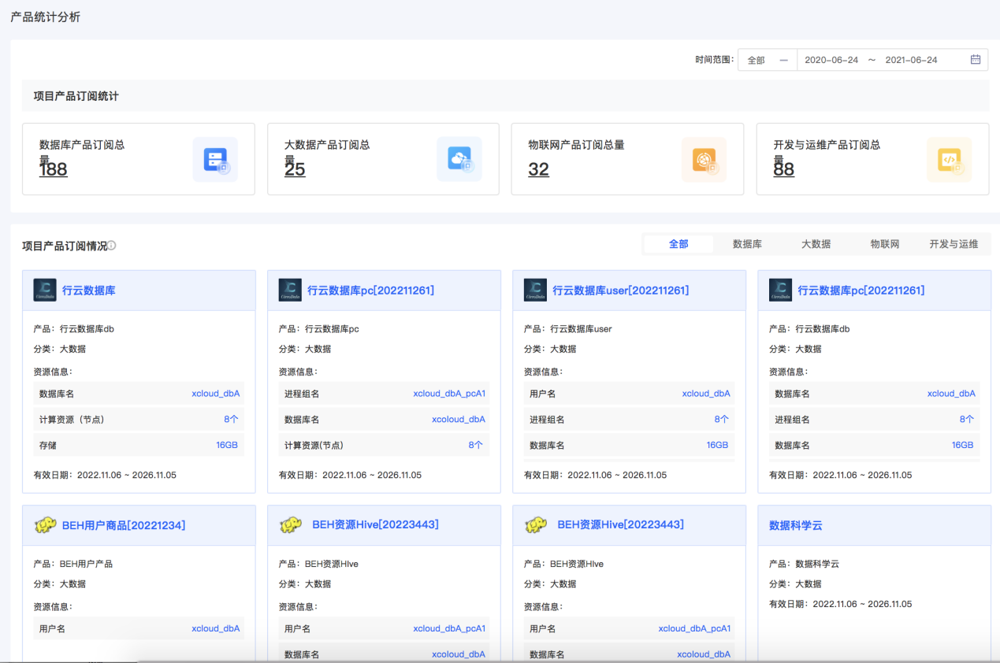 产品统计分析
时间范围: 全部 2020-06-24 ~ 2021-06-24
项目产品订阅统计
数据库产品订阅总量
188
大数据产品订阅总量
25
物联网产品订阅总量
32
开发与运维产品订阅总量
88
项目产品订阅情况
全部 数据库 大数据 物联网 开发与运维
行云数据库
产品: 行云数据库db
分类: 大数据
资源信息:
数据库名 xcloud_dbA
计算资源（节点） 8个
存储 16GB
有效日期: 2022.11.06 ~ 2026.11.05
行云数据库pc[202211261]
产品: 行云数据库pc
分类: 大数据
资源信息:
进程组名 xcloud_dbA_pcA1
数据库名 xcoloud_dbA
计算资源(节点) 8个
有效日期: 2022.11.06 ~ 2026.11.05
行云数据库user[202211261]
产品: 行云数据库user
分类: 大数据
资源信息:
用户名 xcloud_dbA
进程组名 8个
数据库名 16GB
有效日期: 2022.11.06 ~ 2026.11.05
行云数据库pc[202211261]
产品: 行云数据库db
分类: 大数据
资源信息:
数据库名 xcloud_dbA
进程组名 8个
数据库名 16GB
有效日期: 2022.11.06 ~ 2026.11.05
BEH用户商品[20221234]
产品: BEH用户产品
分类: 大数据
资源信息:
用户名 xcloud_dbA
BEH资源Hive[20223443]
产品: BEH资源HIve
分类: 大数据
资源信息:
用户名 xcloud_dbA_pcA1
数据库名 xcoloud_dbA
BEH资源Hive[20223443]
产品: BEH资源HIve
分类: 大数据
资源信息:
用户名 xcloud_dbA_pcA1
数据库名 xcoloud_dbA
数据科学云
产品: 数据科学云
分类: 大数据
有效日期: 2022.11.06 ~ 2026.11.05